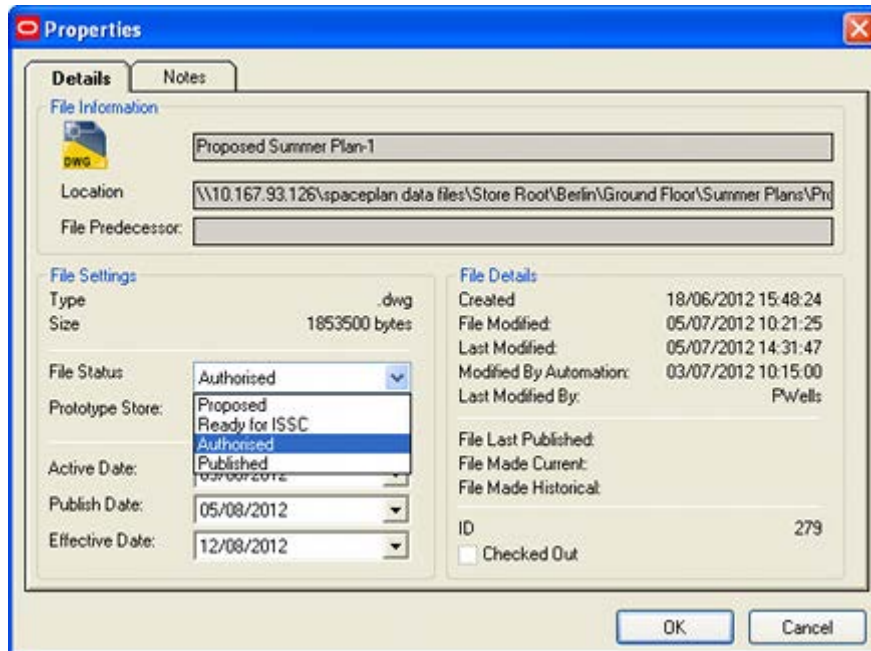 Properties
Details Notes
File Information
DWG
Proposed Summer Plan-1
Location \\10.167.93.126\spaceplan data files\Store Root\Berlin\Ground Floor\Summer Plans\Pro
File Predecessor:
File Settings
Type .dwg
Size 1853500 bytes
File Status Authorised
Prototype Store:
Proposed
Ready for ISSC
Authorised
Published
Active Date:
Publish Date: 05/08/2012
Effective Date: 12/08/2012
File Details
Created 18/06/2012 15:48:24
File Modified: 05/07/2012 10:21:25
Last Modified: 05/07/2012 14:31:47
Modified By Automation: 03/07/2012 10:15:00
Last Modified By: PWells
File Last Published:
File Made Current:
File Made Historical:
ID 279
Checked Out
OK Cancel